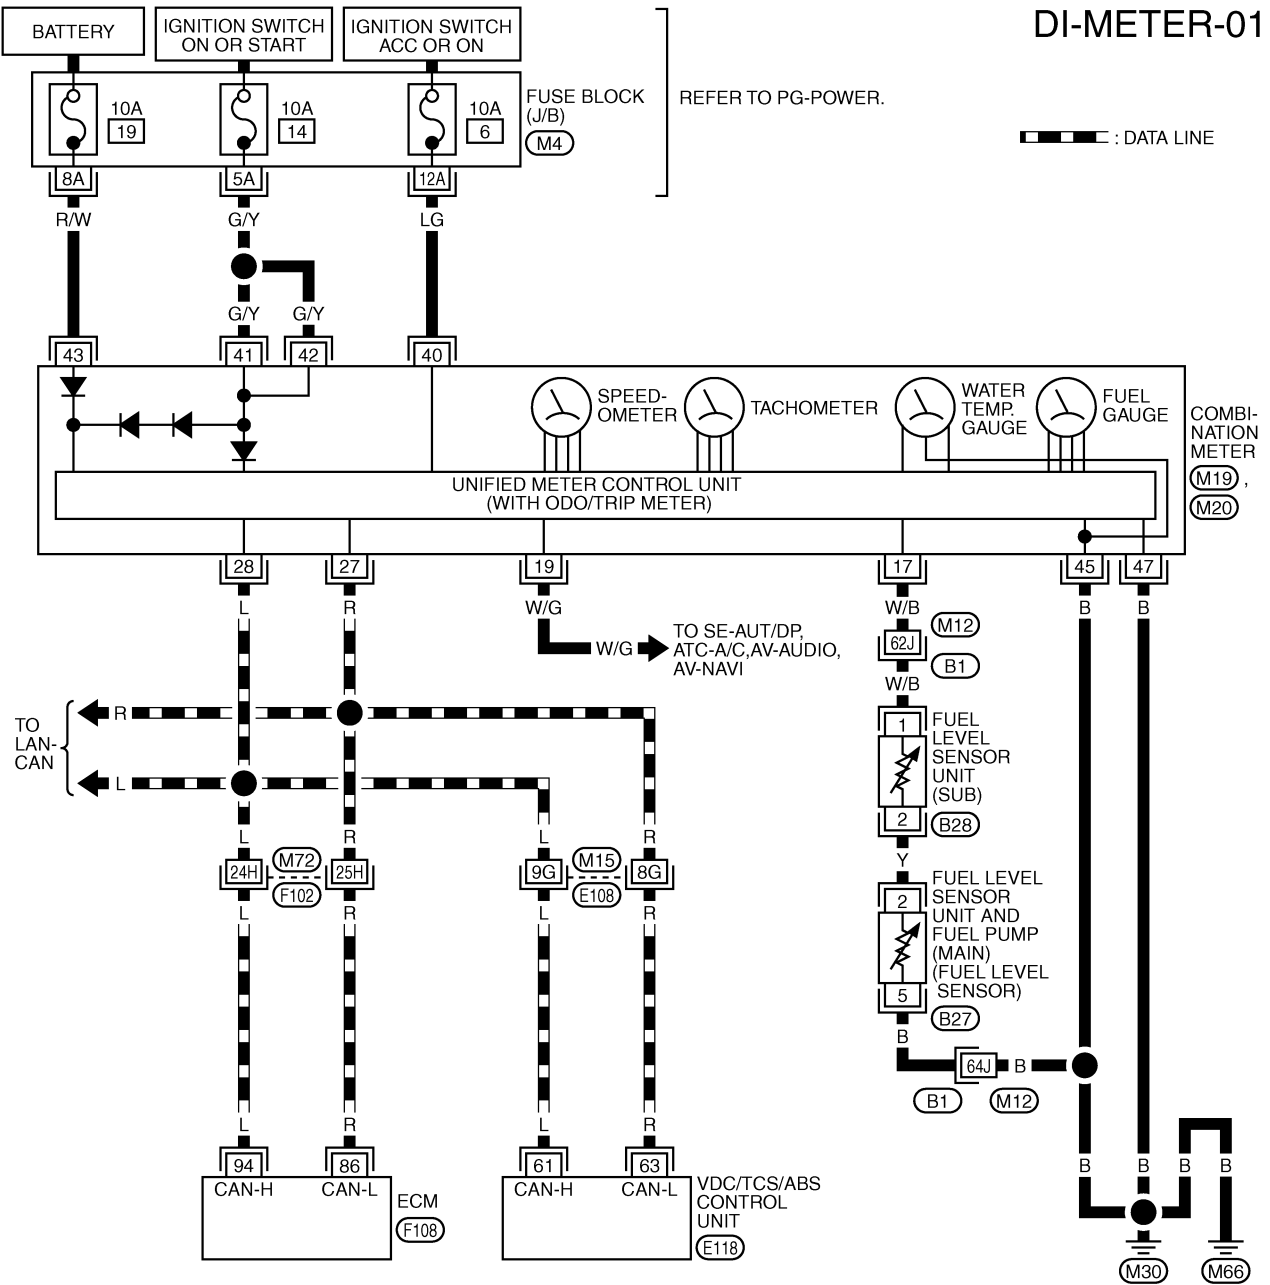 DI-METER-01
BATTERY
IGNITION SWITCH
ON OR START
IGNITION SWITCH
ACC OR ON
10A
19
10A
14
10A
6
FUSE BLOCK
(J/B)
M4
REFER TO PG-POWER.
: DATA LINE
8A
5A
12A
R/W
G/Y
LG
G/Y
G/Y
43
41
42
40
SPEED-
OMETER
TACHOMETER
WATER
TEMP.
GAUGE
FUEL
GAUGE
COMBI-
NATION
METER
M19 ,
M20
UNIFIED METER CONTROL UNIT
(WITH ODO/TRIP METER)
28
27
19
17
45
47
L
R
W/G
W/B
B
B
W/G
TO SE-AUT/DP,
ATC-A/C,AV-AUDIO,
AV-NAVI
62J
M12
B1
W/B
TO
LAN-
CAN
R
L
1
FUEL
LEVEL
SENSOR
UNIT
(SUB)
2
B28
Y
L
R
L
R
24H
M72
F102
25H
9G
M15
E108
8G
L
R
L
R
2
FUEL LEVEL
SENSOR
UNIT AND
FUEL PUMP
(MAIN)
(FUEL LEVEL
SENSOR)
5
B27
B
64J
B
B1
M12
L
R
L
R
94
86
61
63
CAN-H
CAN-L
ECM
F108
CAN-H
CAN-L
VDC/TCS/ABS
CONTROL
UNIT
E118
B
B
B
B
M30
M66